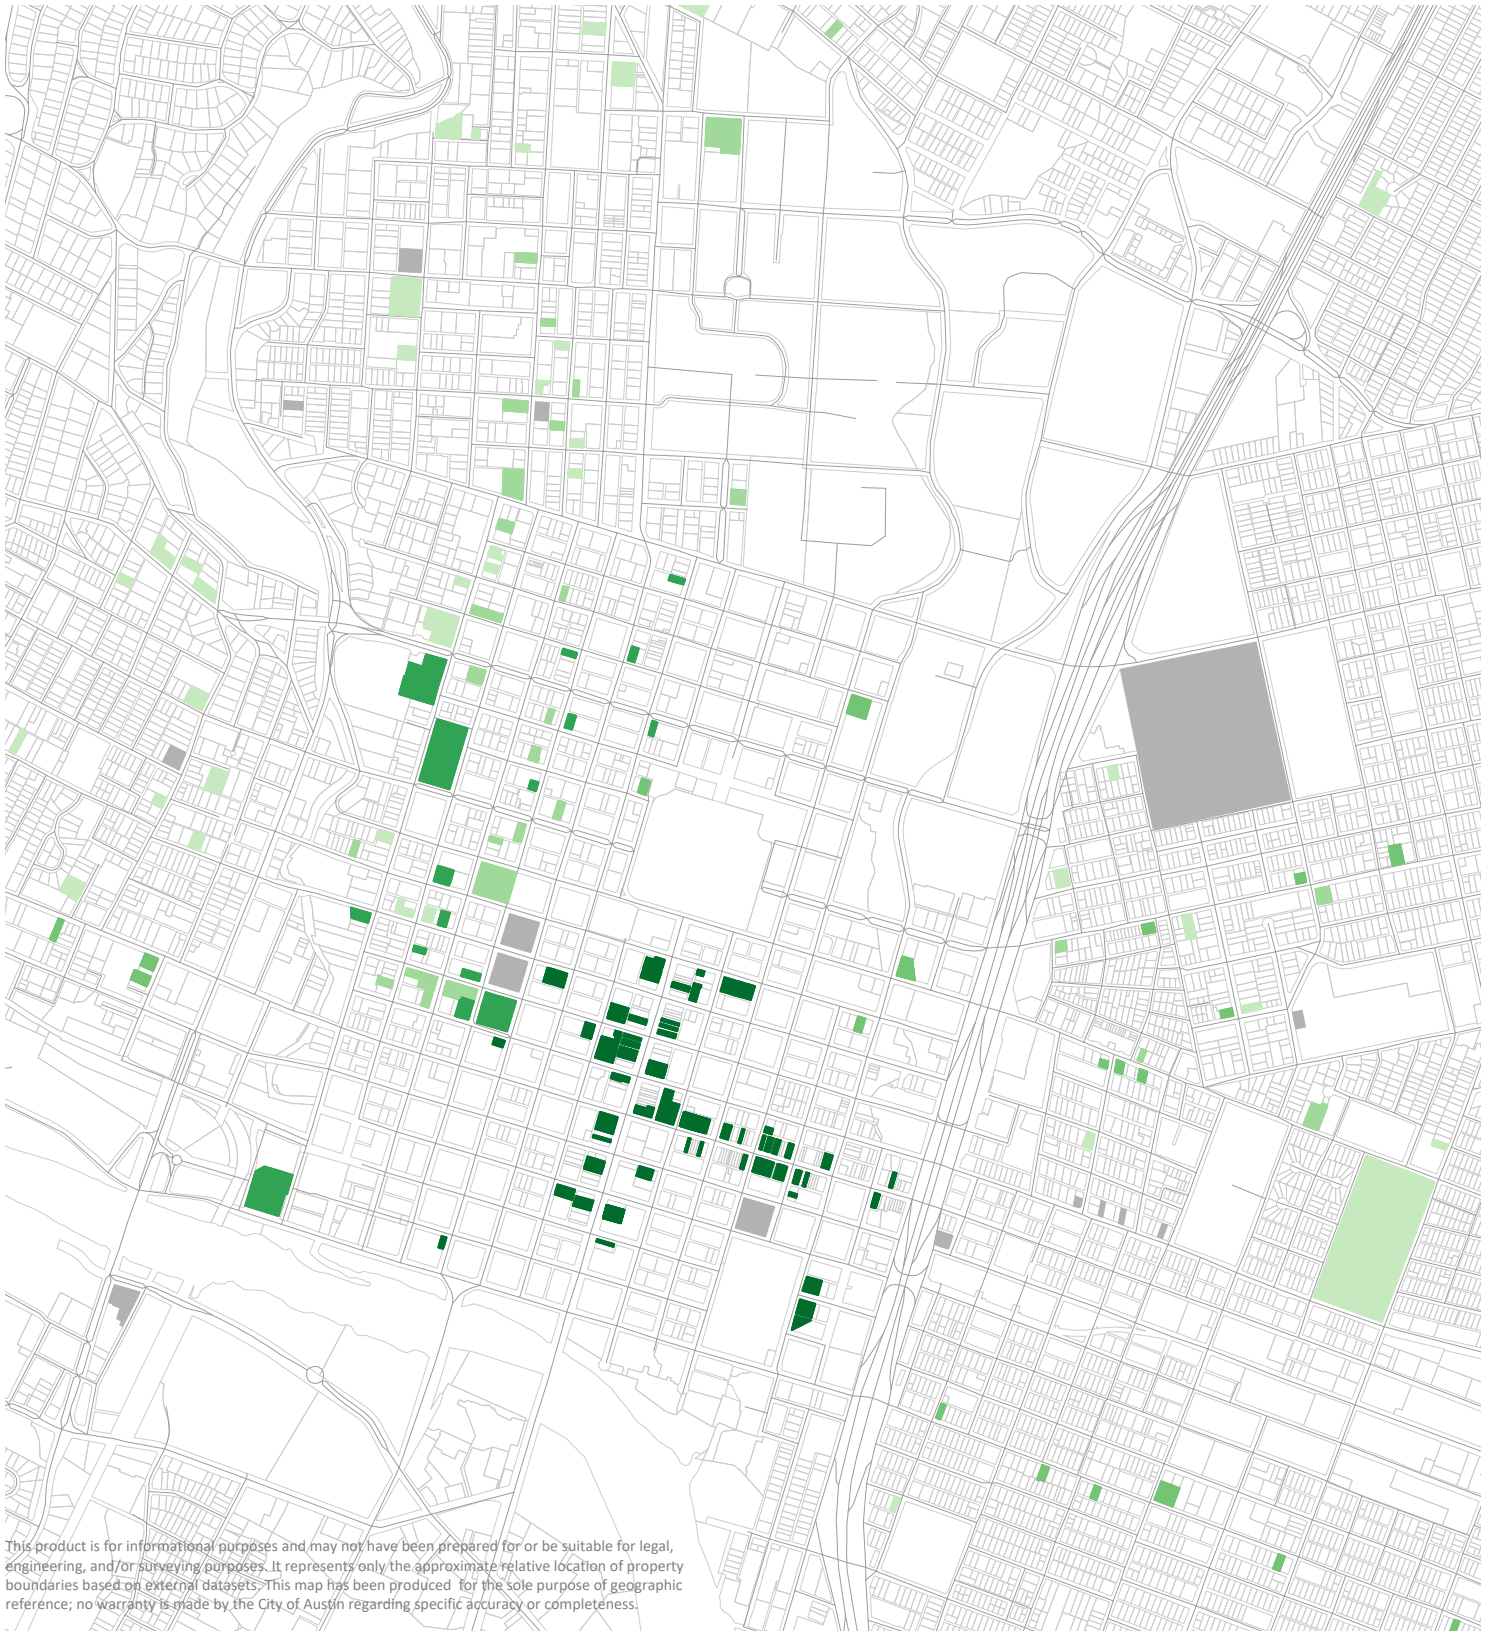 This product is for informational purposes and may not have been prepared for or be suitable for legal,
engineering, and/or surveying purposes. It represents only the approximate relative location of property
boundaries based on external datasets. This map has been produced for the sole purpose of geographic
reference; no warranty is made by the City of Austin regarding specific accuracy or completeness.